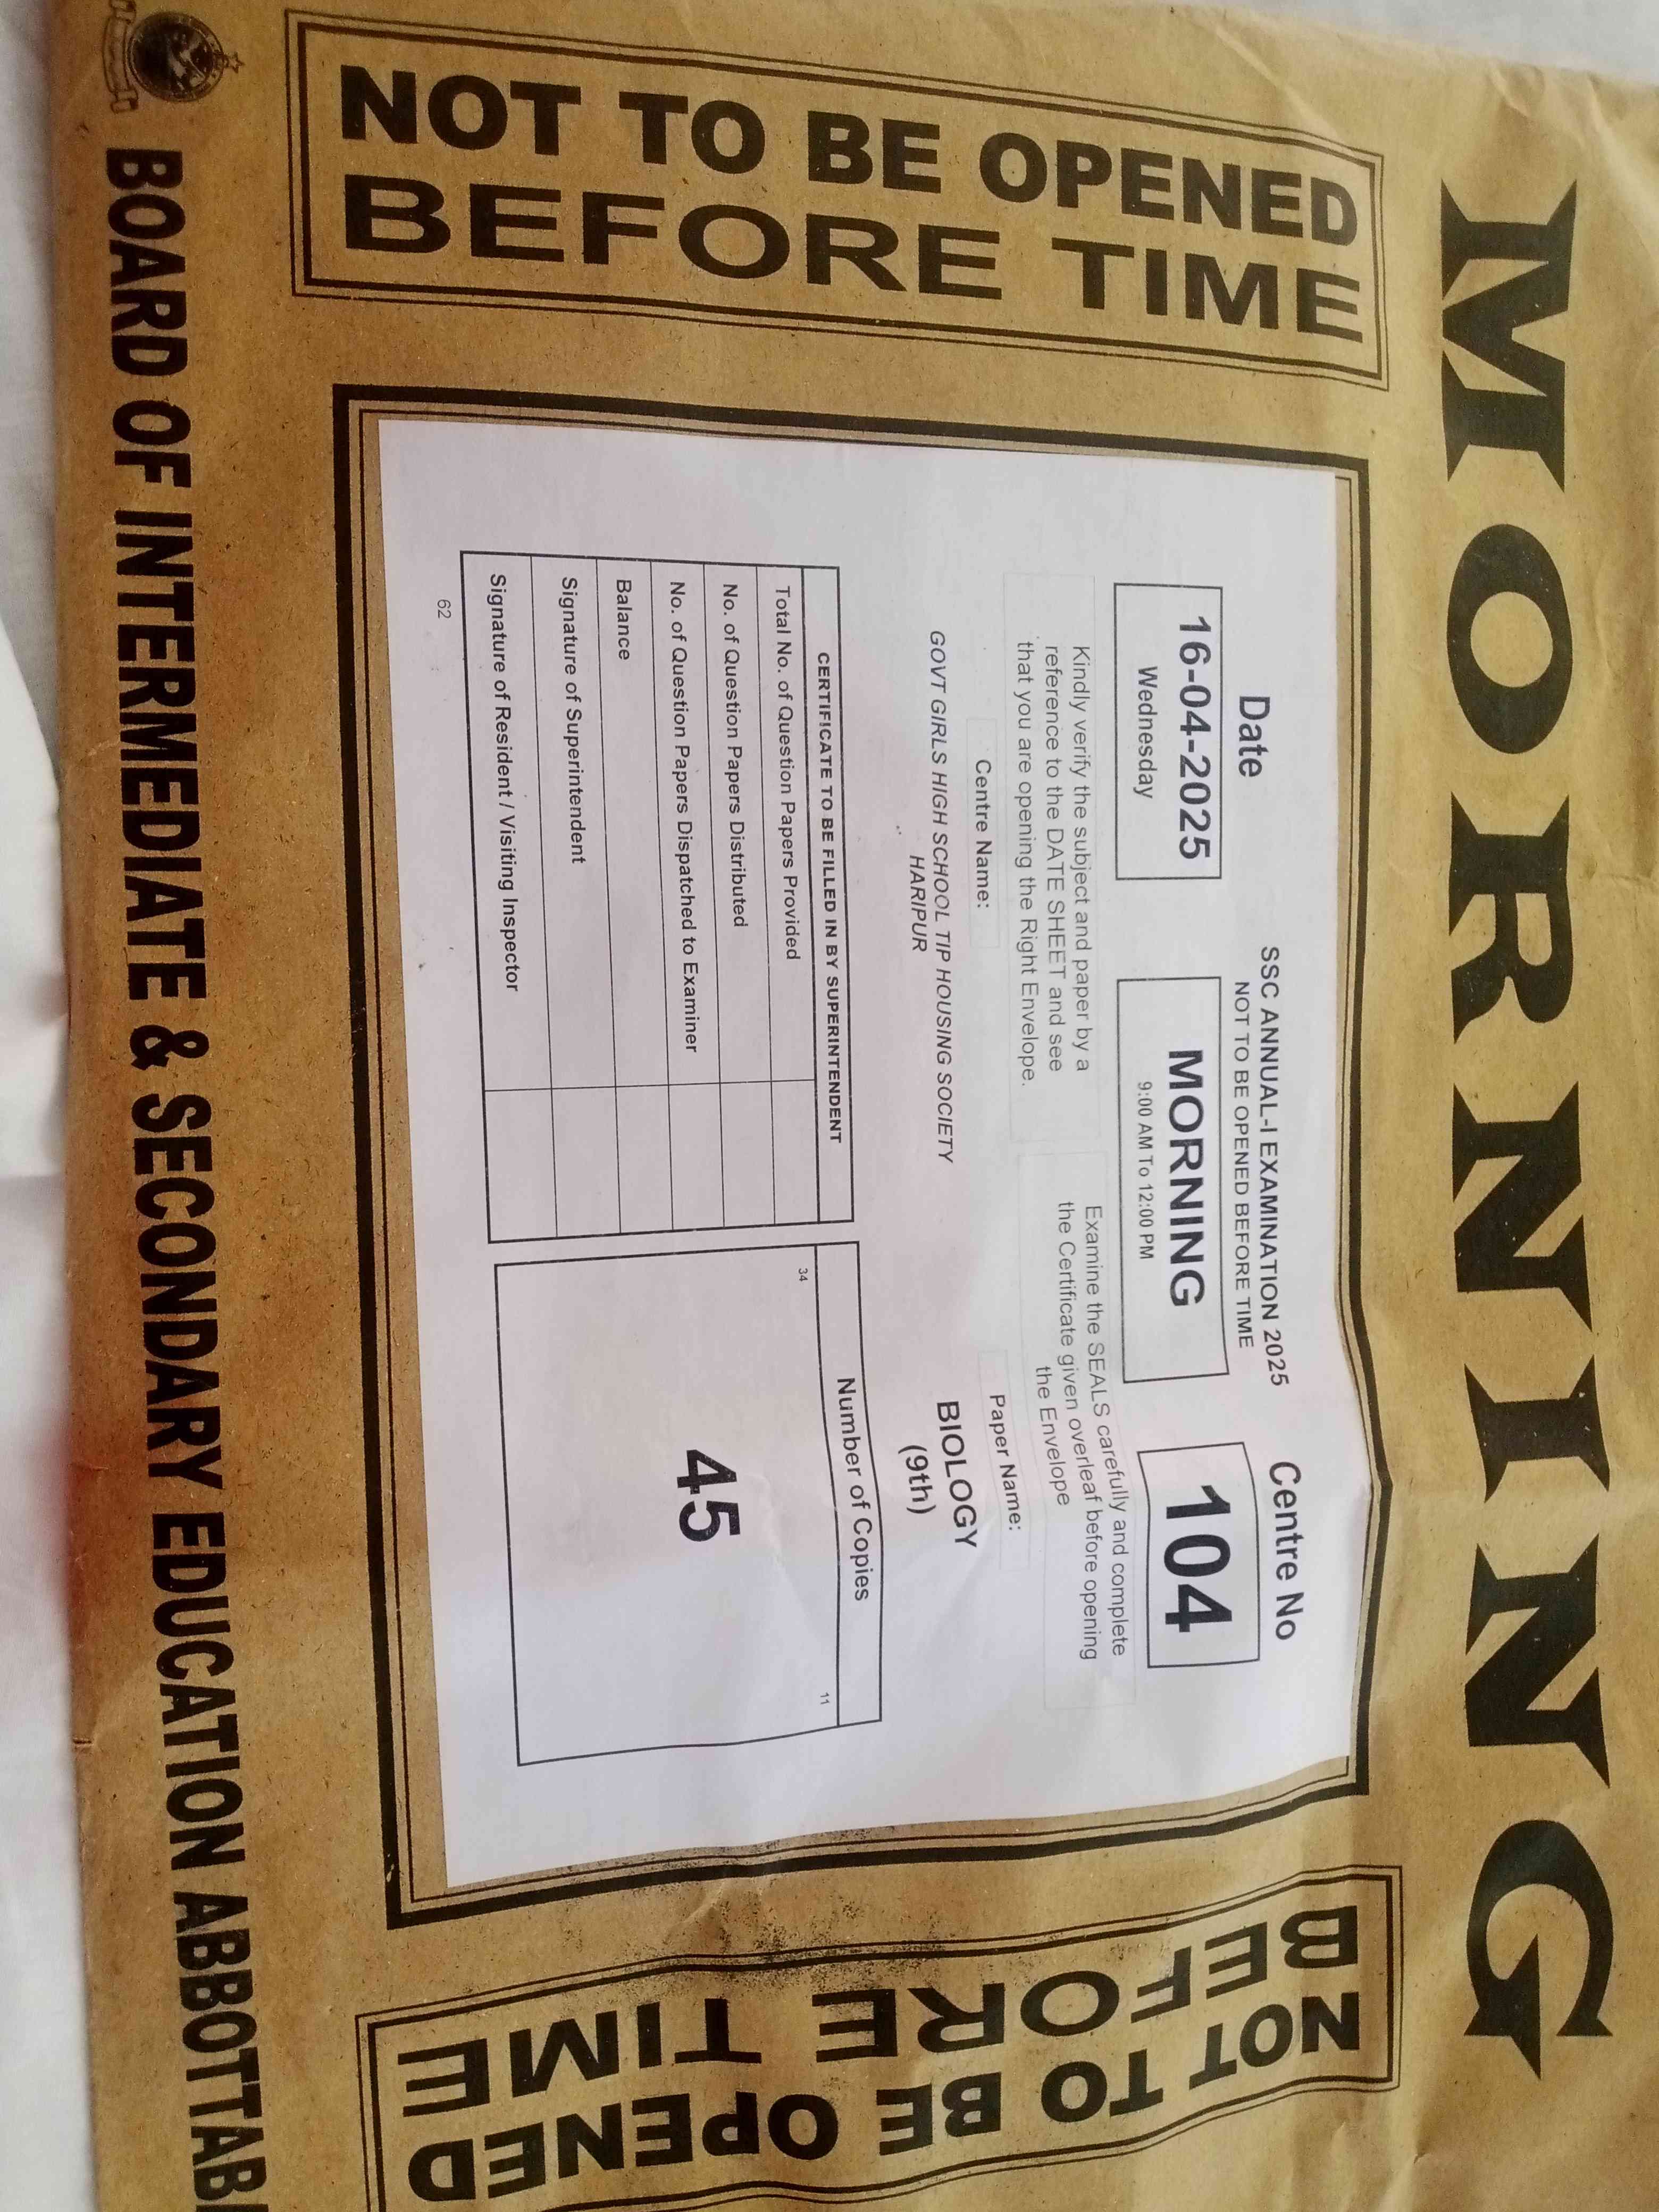 MORNING
NOT TO BE OPENED
BEFORE TIME
Date
16-04-2025
Wednesday
SSC ANNUAL-I EXAMINATION 2025
NOT TO BE OPENED BEFORE TIME
MORNING
9:00 AM To 12:00 PM
Centre No
104
Kindly verify the subject and paper by a
reference to the DATE SHEET and see
that you are opening the Right Envelope.
Examine the SEALS carefully and complete
the Certificate given overleaf before opening
the Envelope
Centre Name:
GOVT GIRLS HIGH SCHOOL TIP HOUSING SOCIETY
HARIPUR
Paper Name:
BIOLOGY
(9th)
CERTIFICATE TO BE FILLED IN BY SUPERINTENDENT
Total No. of Question Papers Provided
No. of Question Papers Distributed
No. of Question Papers Dispatched to Examiner
Balance
Signature of Superintendent
Signature of Resident / Visiting Inspector
62
Number of Copies
34
11
45
NOT TO BE OPENED
BEFORE TIME
BOARD OF INTERMEDIATE & SECONDARY EDUCATION ABBOTTAB